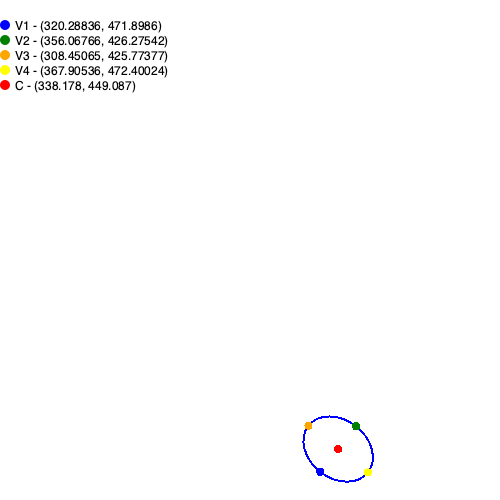 V1 - (320.28836, 471.8986)
V2 - (356.06766, 426.27542)
V3 - (308.45065, 425.77377)
V4 - (367.90536, 472.40024)
C - (338.178, 449.087)